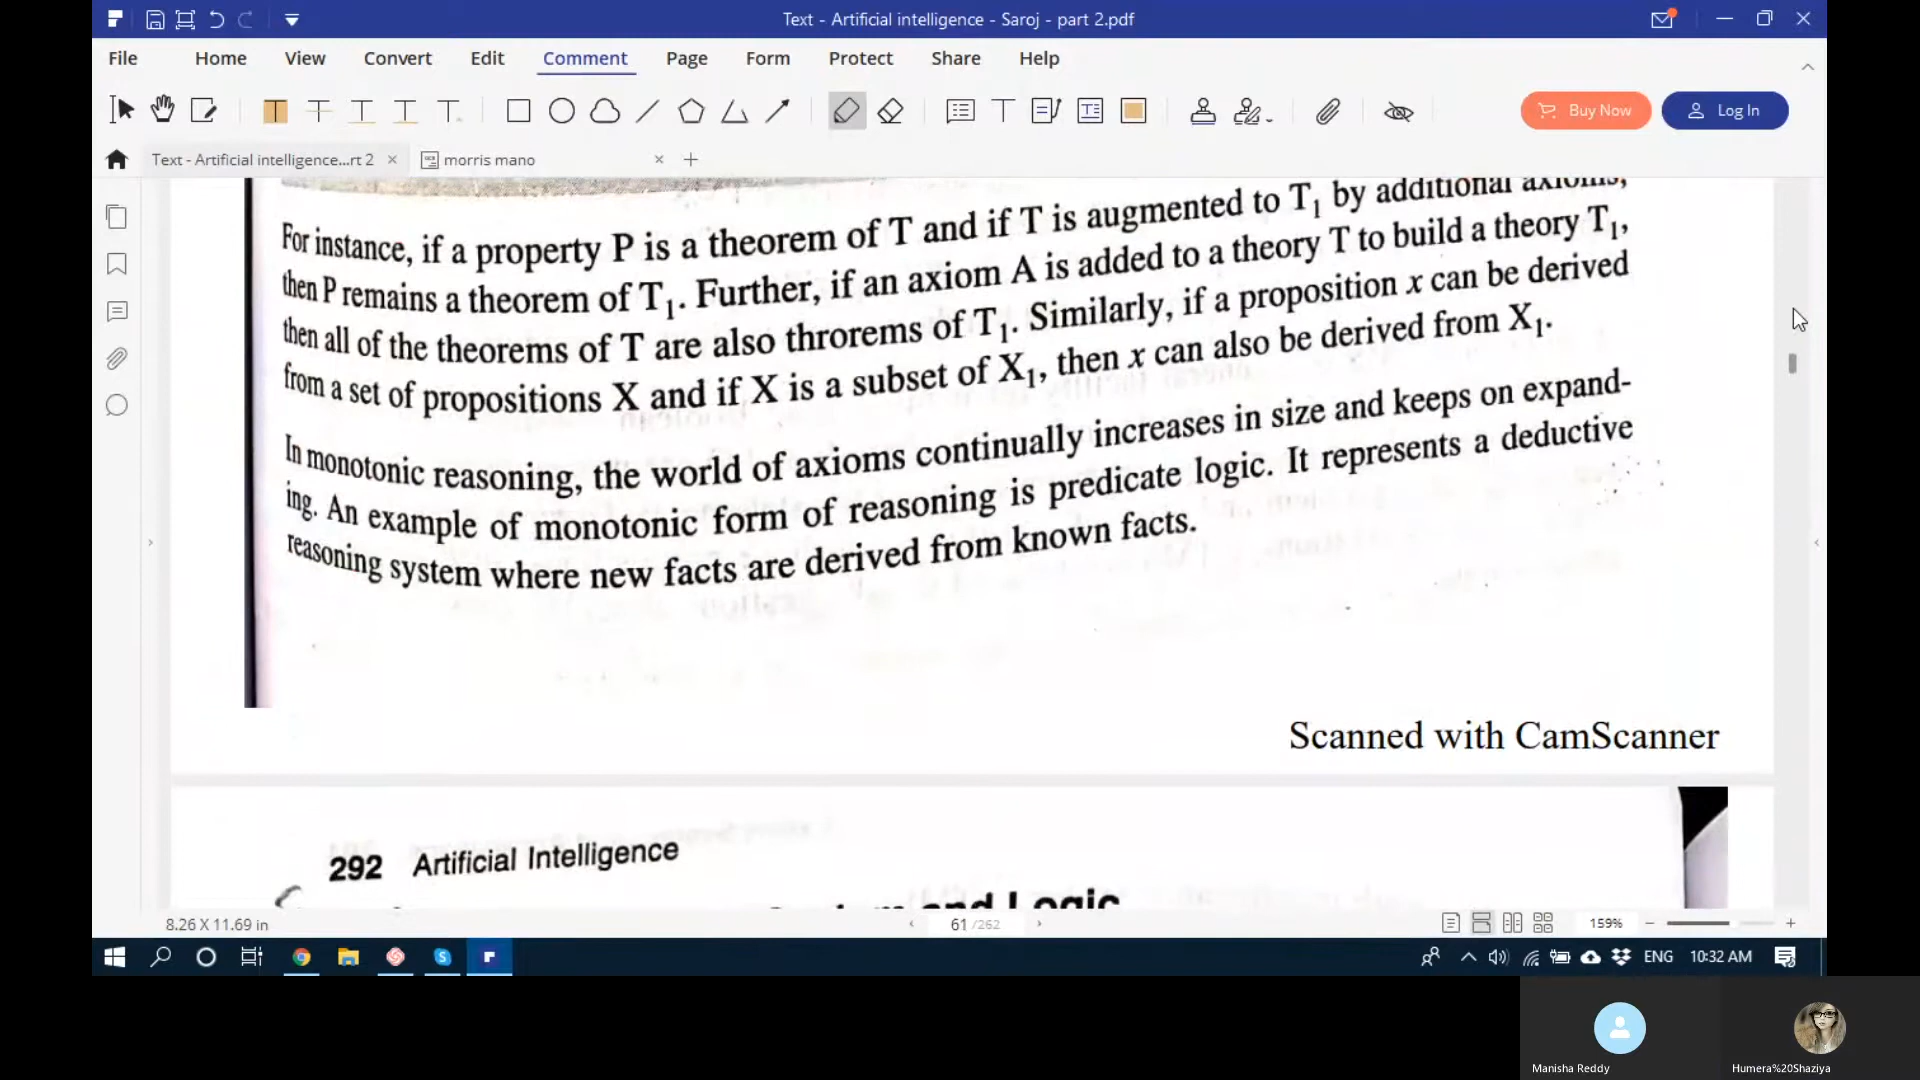 Text - Artificial intelligence - Saroj - part 2.pdf
File Home View Convert Edit Comment Page Form Protect Share Help
Buy Now Log In
Text - Artificial intelligence...rt 2 morris mano
For instance, if a property P is a theorem of T and if T is augmented to T₁ by additional axioms,
then P remains a theorem of T₁. Further, if an axiom A is added to a theory T to build a theory T₁,
then all of the theorems of T are also throrems of T₁. Similarly, if a proposition x can be derived
from a set of propositions X and if X is a subset of X₁, then x can also be derived from X₁.
In monotonic reasoning, the world of axioms continually increases in size and keeps on expand-
ing. An example of monotonic form of reasoning is predicate logic. It represents a deductive
reasoning system where new facts are derived from known facts.
Scanned with CamScanner
292 Artificial Intelligence
and Logic
8.26 X 11.69 in 61 /262 159%
ENG 10:32 AM
Manisha Reddy Humera%20Shaziya